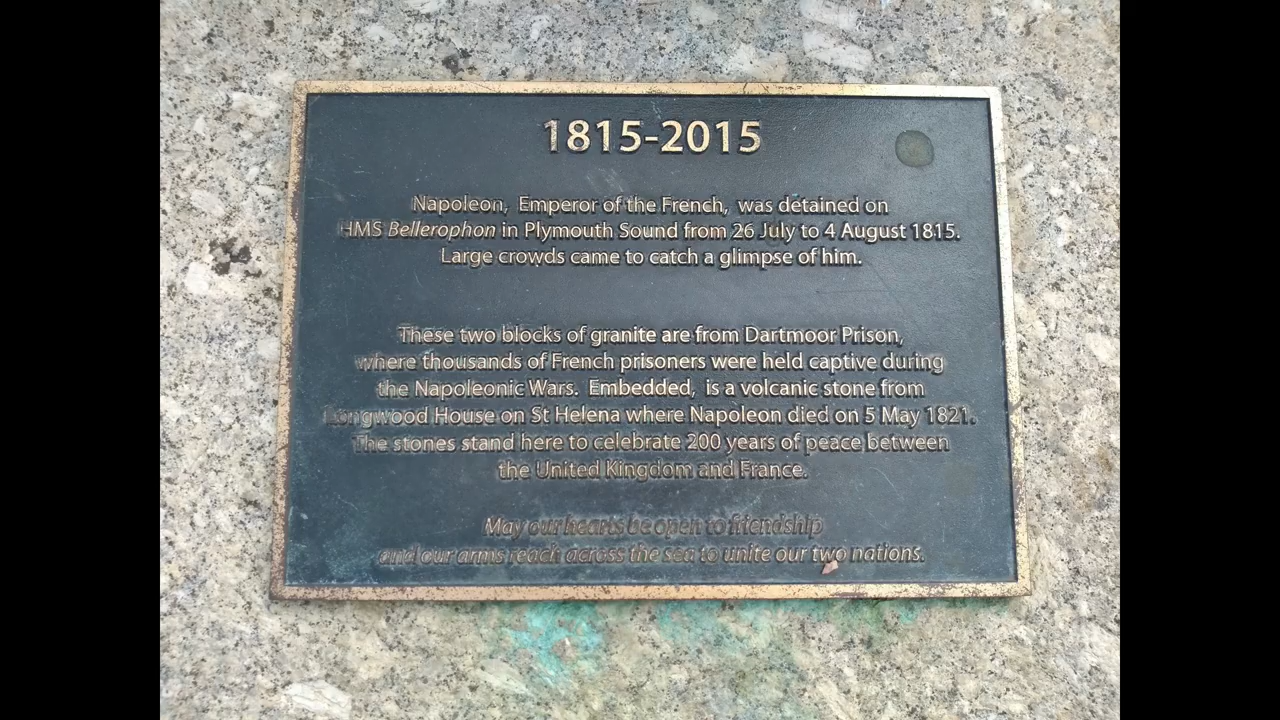 1815-2015
Napoleon, Emperor of the French, was detained on
HMS Bellerophon in Plymouth Sound from 26 July to 4 August 1815.
Large crowds came to catch a glimpse of him.
These two blocks of granite are from Dartmoor Prison,
where thousands of French prisoners were held captive during
the Napoleonic Wars. Embedded, is a volcanic stone from
Longwood House on St Helena where Napoleon died on 5 May 1821.
The stones stand here to celebrate 200 years of peace between
the United Kingdom and France.
May our hearts be open to friendship
and our arms reach across the sea to unite our two nations.